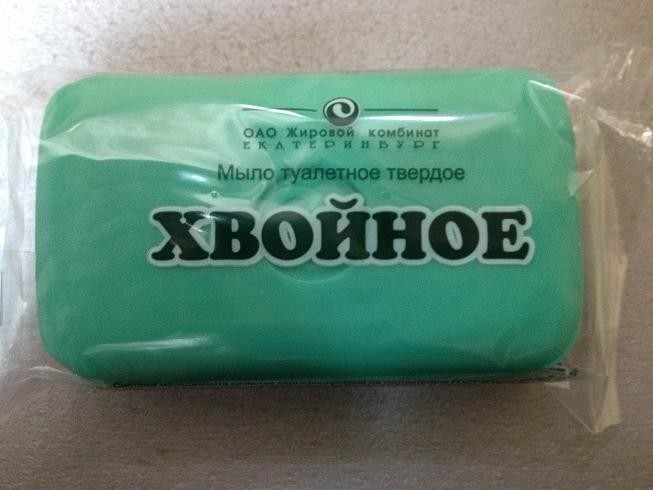 ОАО Жировой комбинат
ЕКАТЕРИНБУРГ
Мыло туалетное твердое
ХВОЙНОЕ